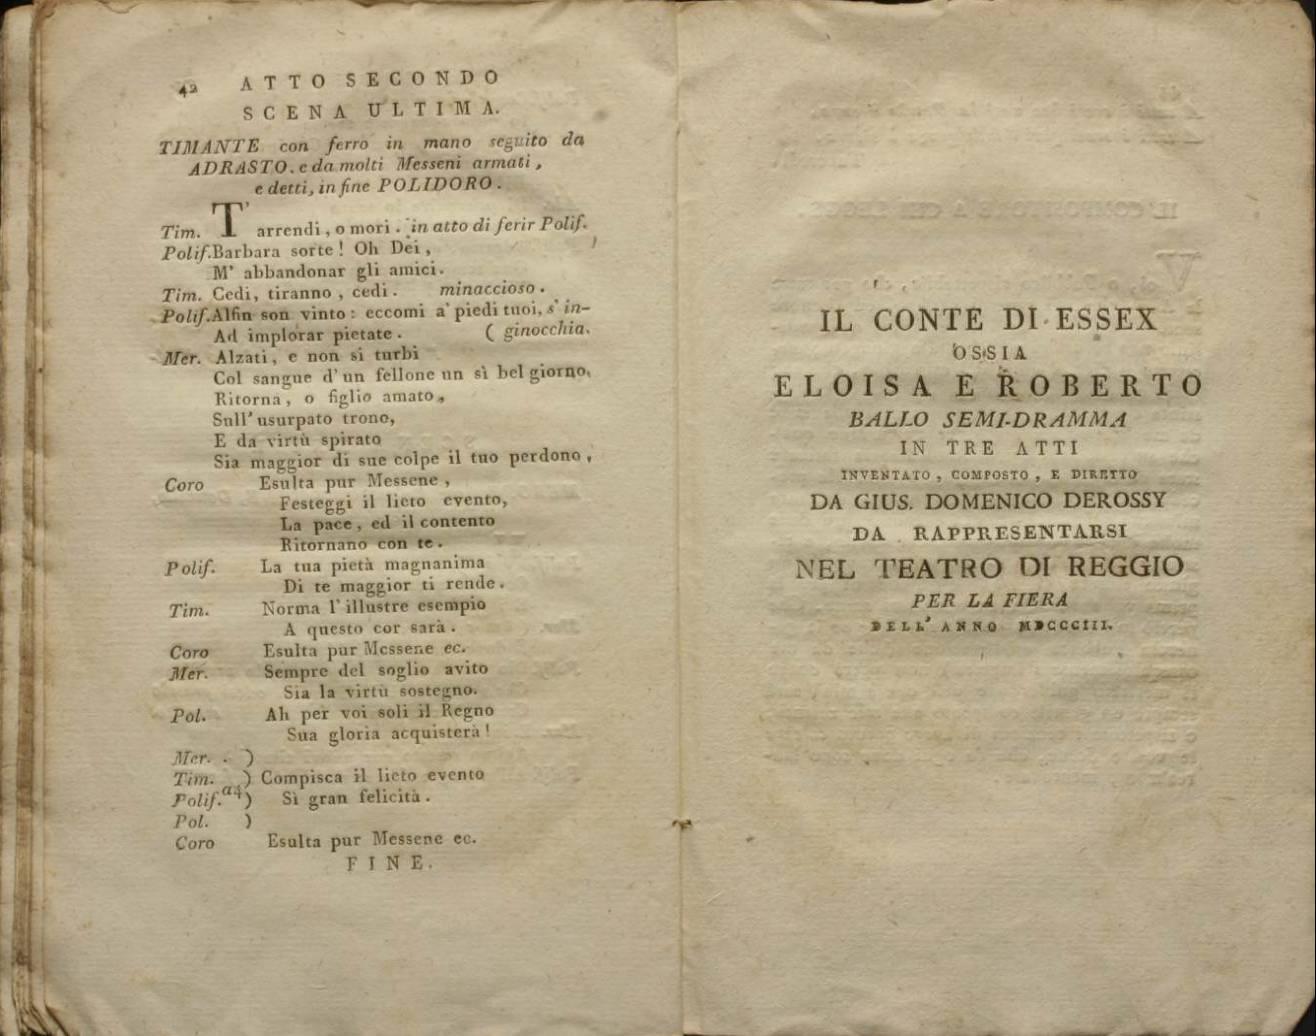 42 ATTO SECONDO
SCENA ULTIMA.
TIMANTE con ferro in mano seguito da
ADRASTO. e da molti Messeni armati,
e detti, in fine POLIDORO.
Tim. T'arrendi, o mori. in atto di ferir Polif.
Polif. Barbara sorte! Oh Dei,
M' abbandonar gli amici.
Tim. Cedi, tiranno, cedi. minaccioso.
Polif. Alfin son vinto: eccomi a' piedi tuoi, s' in-
Ad implorar pietate. ( ginocchia.
Mer. Alzati, e non si turbi
Col sangue d' un fellone un sì bel giorno,
Ritorna, o figlio amato,
Sull' usurpato trono,
E da virtù spirato
Sia maggior di sue colpe il tuo perdono,
Coro Esulta pur Messene,
Festeggi il lieto evento,
La pace, ed il contento
Ritornano con te.
Polif. La tua pietà magnanima
Di te maggior ti rende.
Tim. Norma l' illustre esempio
A questo cor sarà.
Coro Esulta pur Messene ec.
Mer. Sempre del soglio avito
Sia la virtù sostegno.
Pol. Ah per voi soli il Regno
Sua gloria acquisterà!
Mer. . )
Tim. ) Compisca il lieto evento
Polif. a4 ) Sì gran felicità.
Pol. )
Coro Esulta pur Messene ec.
FINE.
IL CONTE DI ESSEX
OSSIA
ELOISA E ROBERTO
BALLO SEMI-DRAMMA
IN TRE ATTI
INVENTATO, COMPOSTO, E DIRETTO
DA GIUS. DOMENICO DEROSSY
DA RAPPRESENTARSI
NEL TEATRO DI REGGIO
PER LA FIERA
DELL' ANNO MDCCCIII.